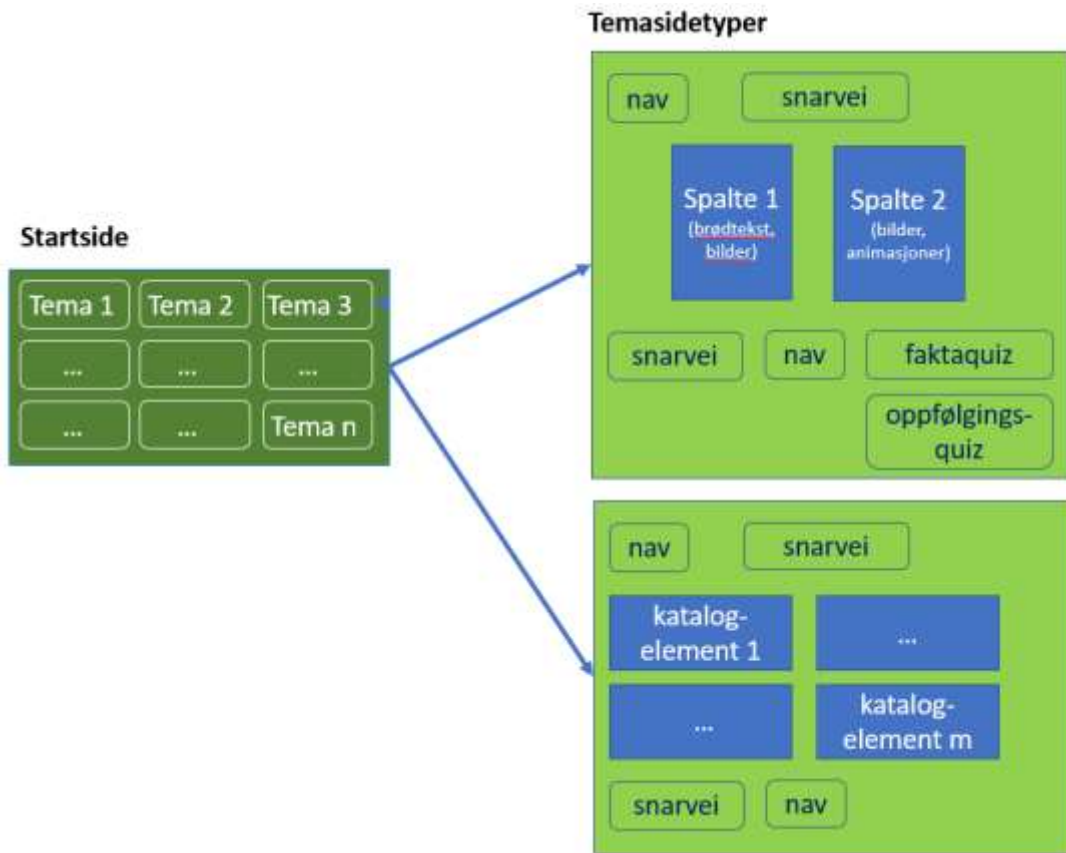 Temasidetyper
nav
snarvei
Spalte 1
(brødtekst,
bilder)
Spalte 2
(bilder,
animasjoner)
snarvei
nav
faktaquiz
oppfølgings-
quiz
Startside
Tema 1
Tema 2
Tema 3
...
...
...
...
...
Tema n
nav
snarvei
katalog-
element 1
...
...
katalog-
element m
snarvei
nav